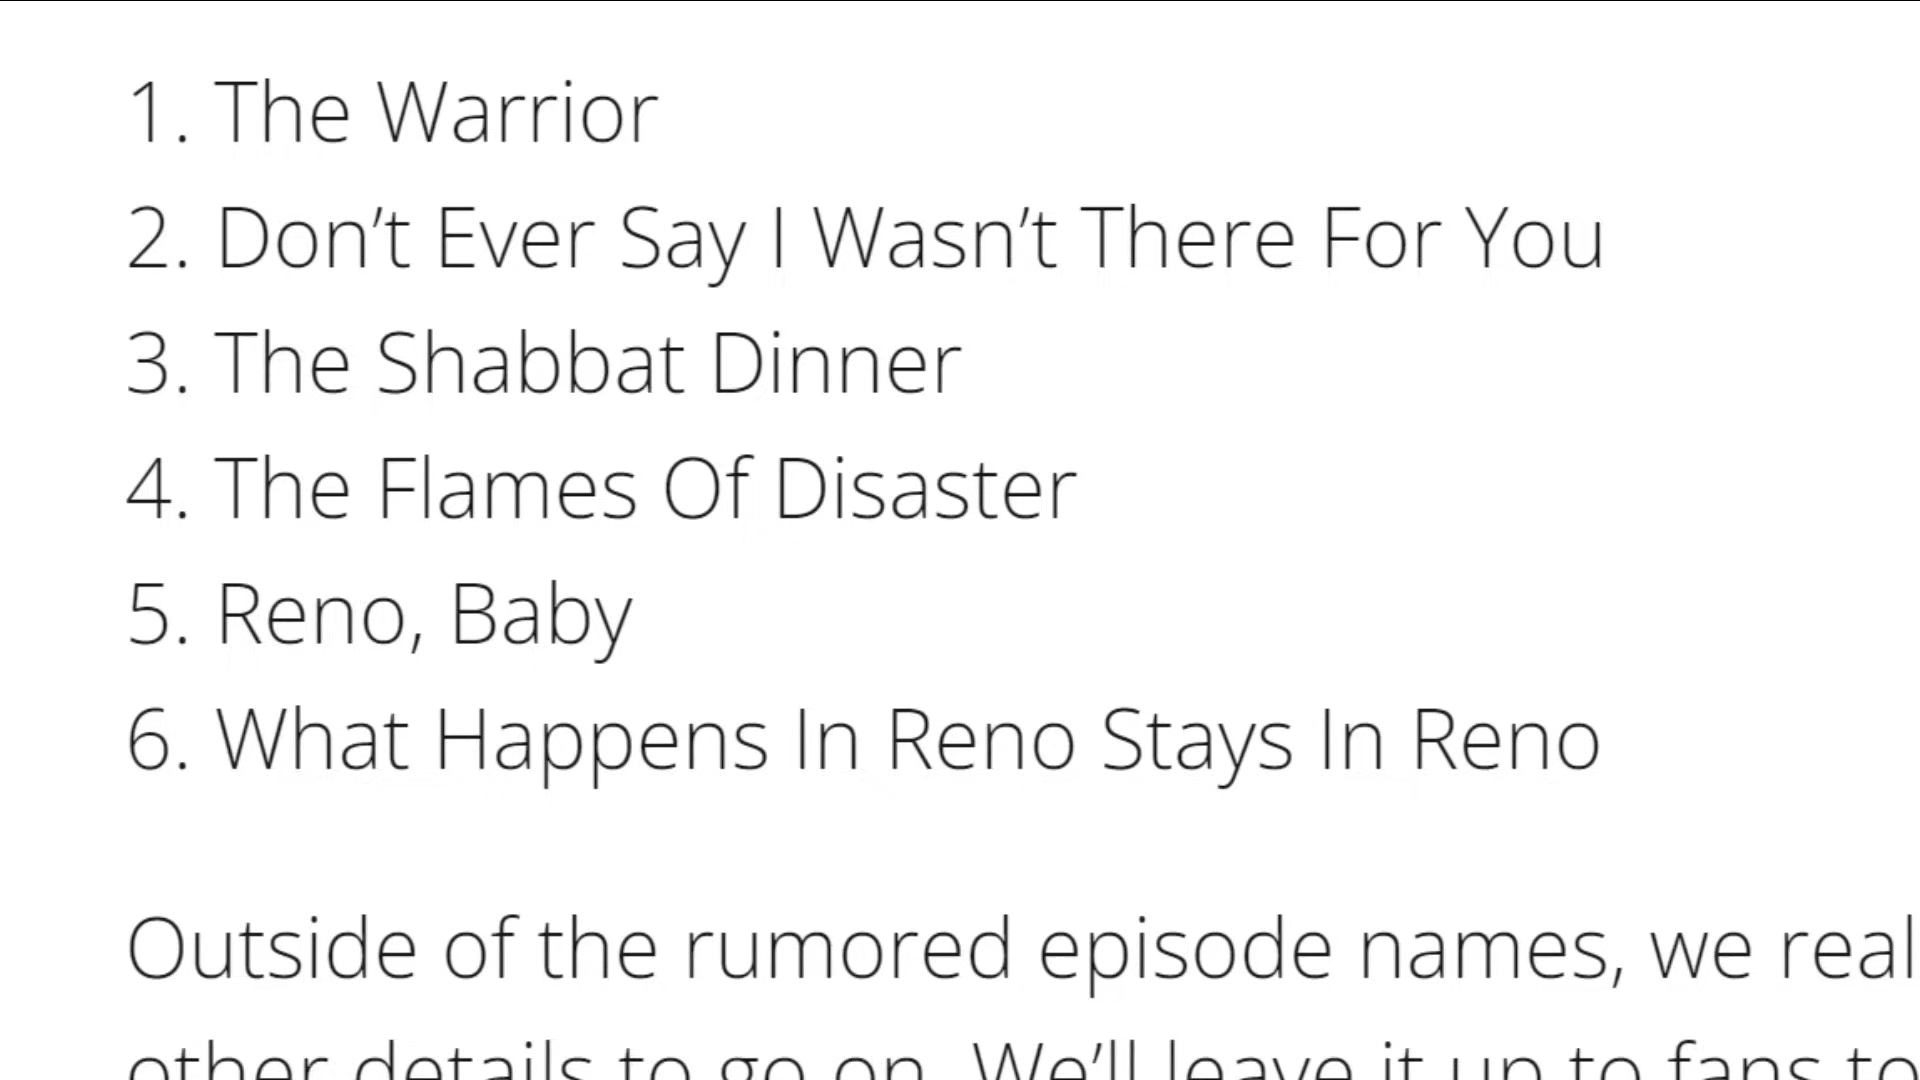 1. The Warrior
2. Don’t Ever Say I Wasn’t There For You
3. The Shabbat Dinner
4. The Flames Of Disaster
5. Reno, Baby
6. What Happens In Reno Stays In Reno
Outside of the rumored episode names, we real
other details to go on. We’ll leave it up to fans to